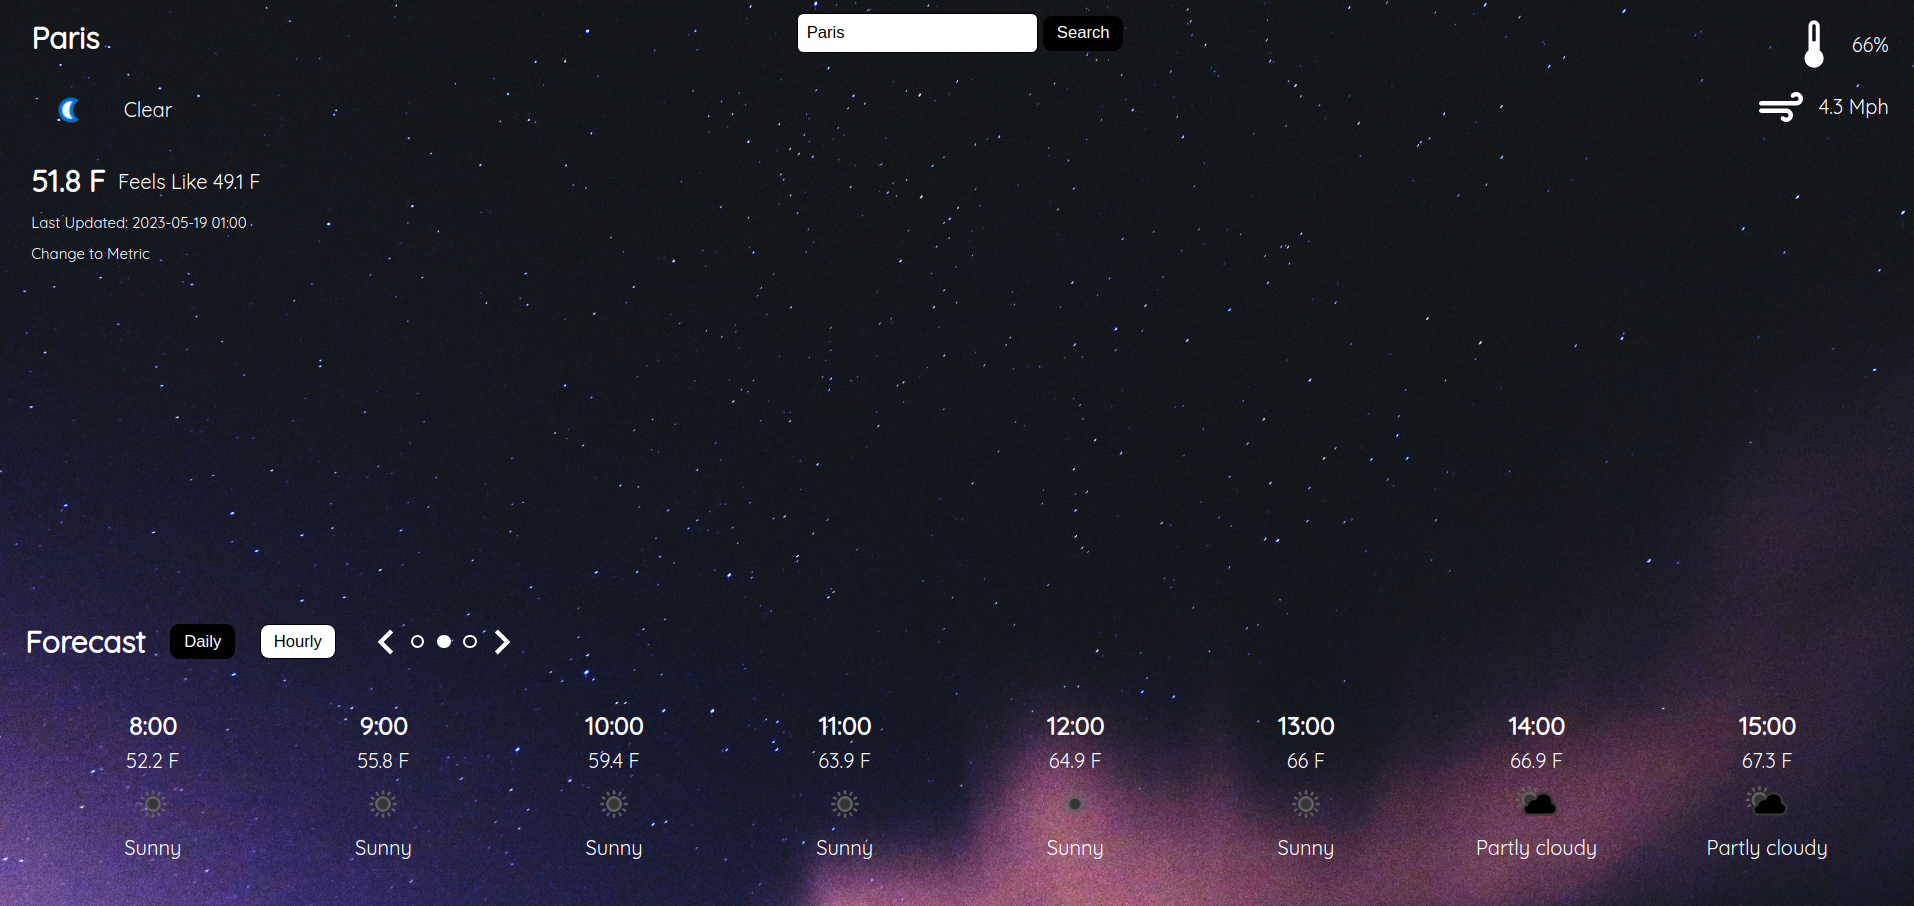 Paris
Paris
Search
66%
Clear
4.3 Mph
51.8 F Feels Like 49.1 F
Last Updated: 2023-05-19 01:00
Change to Metric
Forecast
Daily
Hourly
8:00 9:00 10:00 11:00 12:00 13:00 14:00 15:00
52.2 F 55.8 F 59.4 F 63.9 F 64.9 F 66 F 66.9 F 67.3 F
Sunny Sunny Sunny Sunny Sunny Sunny Partly cloudy Partly cloudy